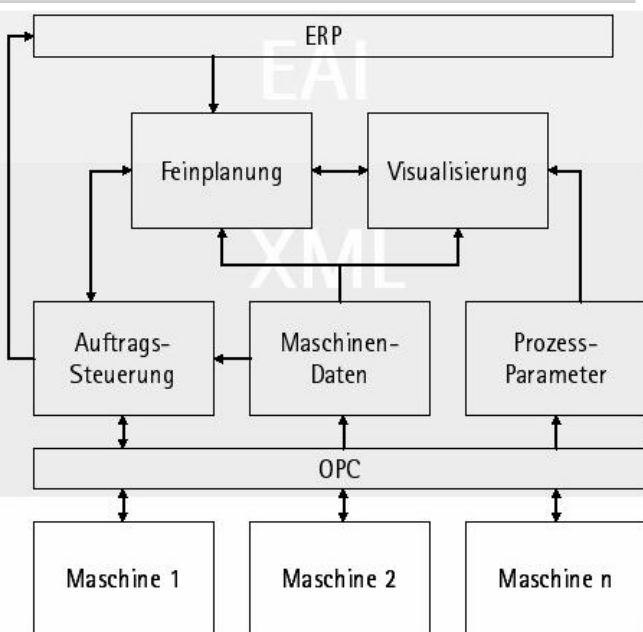 ERP
EAI
Feinplanung
Visualisierung
XML
Auftrags-
Steuerung
Maschinen-
Daten
Prozess-
Parameter
OPC
Maschine 1
Maschine 2
Maschine n